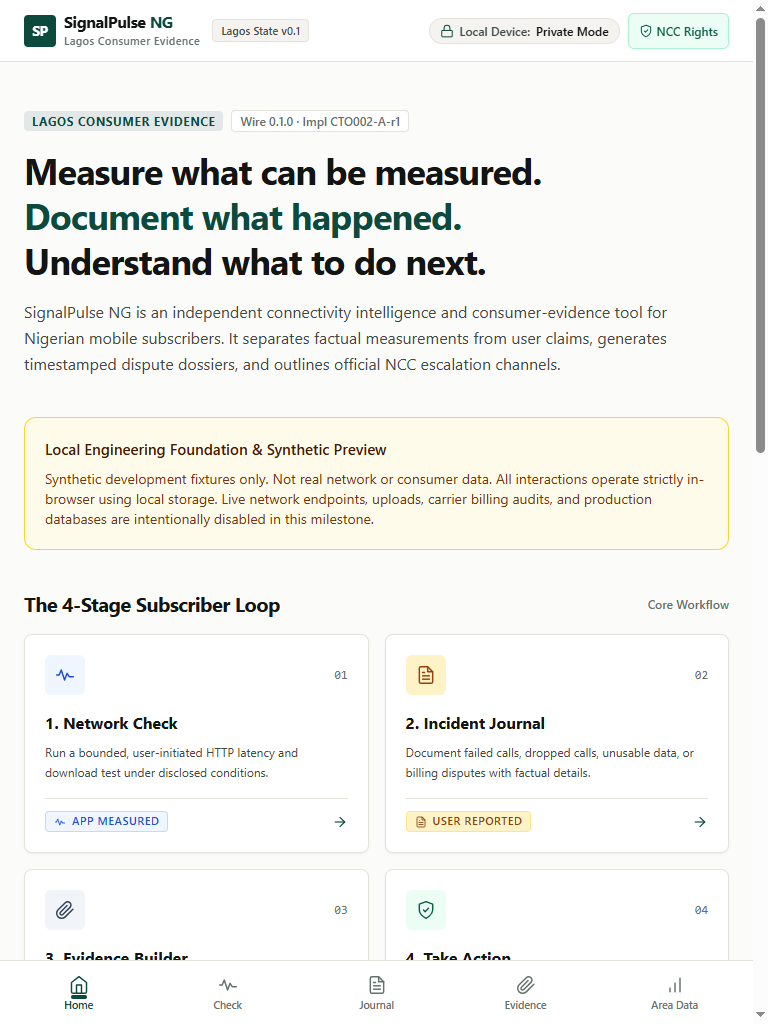 SP
SignalPulse NG
Lagos Consumer Evidence
Lagos State v0.1
Local Device: Private Mode
NCC Rights
LAGOS CONSUMER EVIDENCE
Wire 0.1.0 · Impl CTO002-A-r1
Measure what can be measured.
Document what happened.
Understand what to do next.
SignalPulse NG is an independent connectivity intelligence and consumer-evidence tool for
Nigerian mobile subscribers. It separates factual measurements from user claims, generates
timestamped dispute dossiers, and outlines official NCC escalation channels.
Local Engineering Foundation & Synthetic Preview
Synthetic development fixtures only. Not real network or consumer data. All interactions operate strictly in-
browser using local storage. Live network endpoints, uploads, carrier billing audits, and production
databases are intentionally disabled in this milestone.
The 4-Stage Subscriber Loop
Core Workflow
01
1. Network Check
Run a bounded, user-initiated HTTP latency and
download test under disclosed conditions.
APP MEASURED
02
2. Incident Journal
Document failed calls, dropped calls, unusable data, or
billing disputes with factual details.
USER REPORTED
03
3. Evidence Builder
04
4. Take Action
Home
Check
Journal
Evidence
Area Data